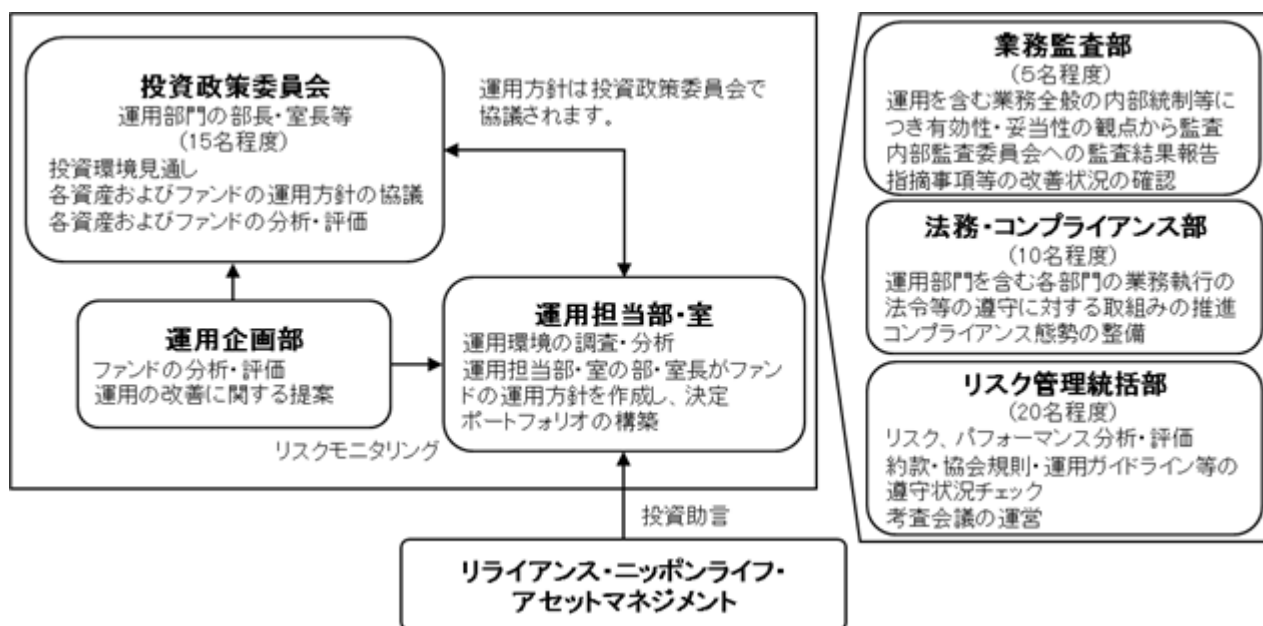 投資政策委員会
運用部門の部長・室長等
(15名程度)
投資環境見通し
各資産およびファンドの運用方針の協議
各資産およびファンドの分析・評価
運用方針は投資政策委員会で
協議されます。
運用企画部
ファンドの分析・評価
運用の改善に関する提案
リスクモニタリング
運用担当部・室
運用環境の調査・分析
運用担当部・室の部・室長がファン
ドの運用方針を作成し、決定
ポートフォリオの構築
投資助言
リライアンス・ニッポンライフ・
アセットマネジメント
業務監査部
(5名程度)
運用を含む業務全般の内部統制等に
つき有効性・妥当性の観点から監査
内部監査委員会への監査結果報告
指摘事項等の改善状況の確認
法務・コンプライアンス部
(10名程度)
運用部門を含む各部門の業務執行の
法令等の遵守に対する取組みの推進
コンプライアンス態勢の整備
リスク管理統括部
(20名程度)
リスク、パフォーマンス分析・評価
約款・協会規則・運用ガイドライン等の
遵守状況チェック
考査会議の運営